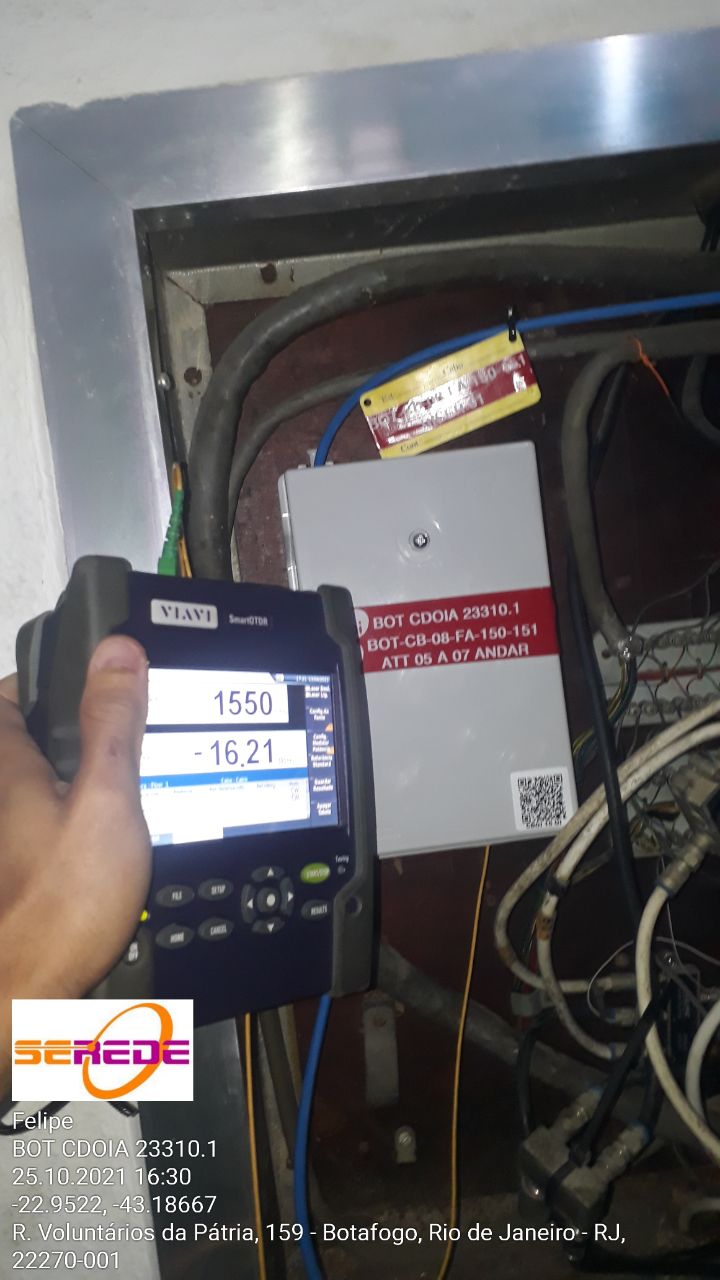 Cabo
VIAVI
SmartOTDR
BOT CDOIA 23310.1
BOT-CB-08-FA-150-151
ATT 05 A 07 ANDAR
1550
-16.21
FILE
SETUP
START/STOP
HOME
CANCEL
RESULTS
Testing
SEREDE
Felipe
BOT CDOIA 23310.1
25.10.2021 16:30
-22.9522, -43.18667
R. Voluntários da Pátria, 159 - Botafogo, Rio de Janeiro - RJ,
22270-001